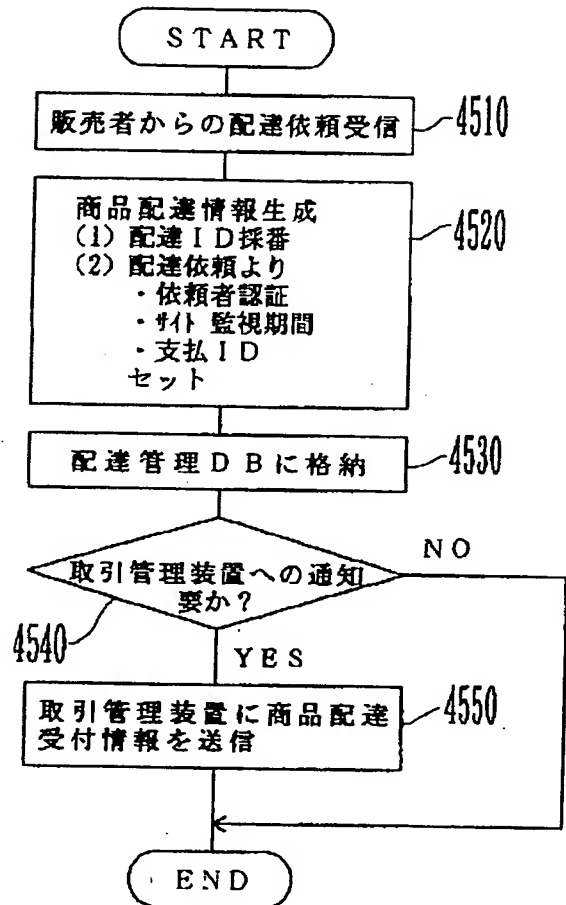 START
販売者からの配達依頼受信
4510
商品配達情報生成
(1) 配達ID採番
(2) 配達依頼より
・依頼者認証
・ｻｲﾄ 監視期間
・支払ID
セット
4520
配達管理DBに格納
4530
取引管理装置への通知
要か?
NO
4540
YES
取引管理装置に商品配達
受付情報を送信
4550
END